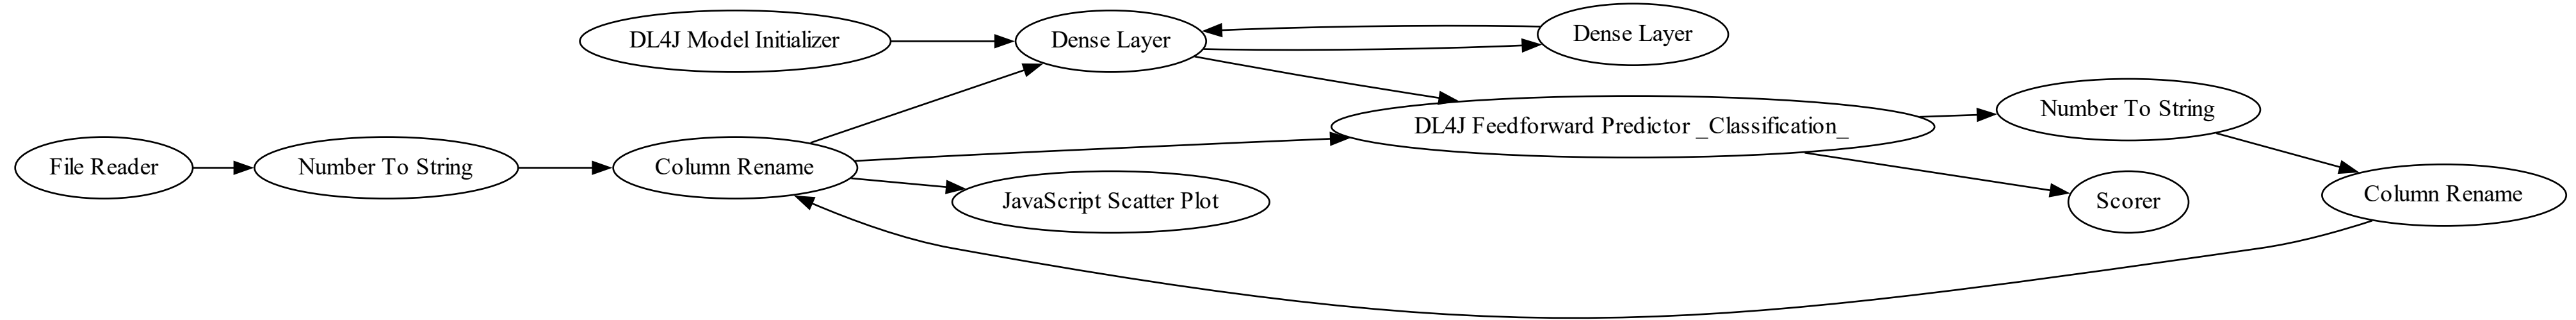 File Reader
Number To String
DL4J Model Initializer
Column Rename
Dense Layer
JavaScript Scatter Plot
Dense Layer
DL4J Feedforward Predictor _Classification_
Number To String
Scorer
Column Rename